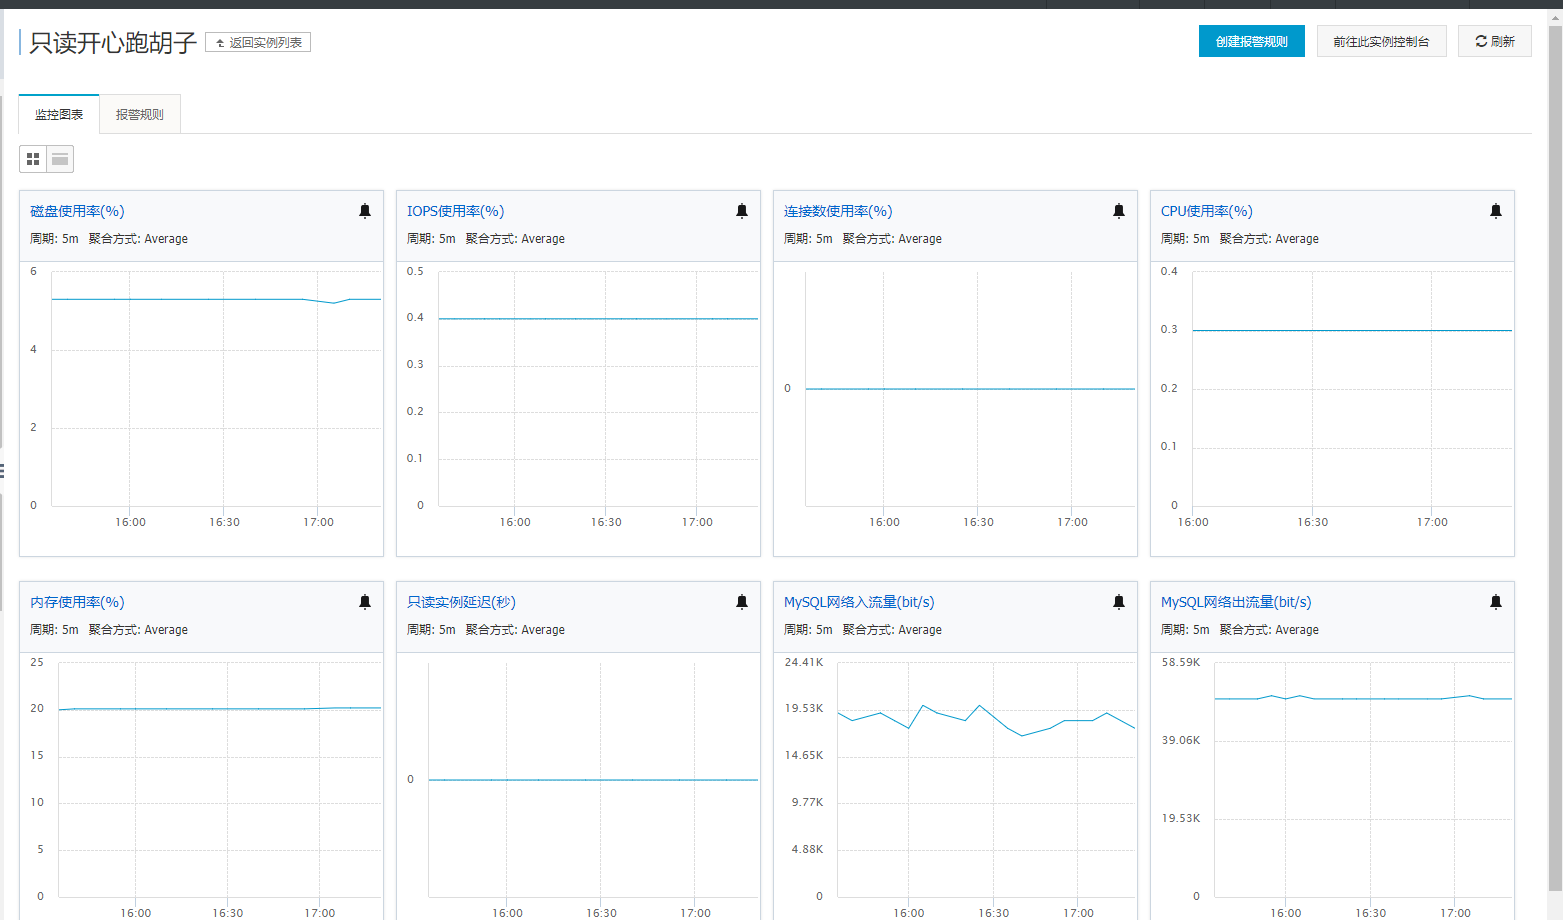 只读开心跑胡子
返回实例列表
创建报警规则
前往此实例控制台
刷新
监控图表
报警规则
磁盘使用率(%)
周期: 5m 聚合方式: Average
6
4
2
0
16:00 16:30 17:00
IOPS使用率(%)
周期: 5m 聚合方式: Average
0.5
0.4
0.3
0.2
0.1
0
16:00 16:30 17:00
连接数使用率(%)
周期: 5m 聚合方式: Average
0
16:00 16:30 17:00
CPU使用率(%)
周期: 5m 聚合方式: Average
0.4
0.3
0.2
0.1
0
16:00 16:30 17:00
内存使用率(%)
周期: 5m 聚合方式: Average
25
20
15
10
5
0
16:00 16:30 17:00
只读实例延迟(秒)
周期: 5m 聚合方式: Average
0
16:00 16:30 17:00
MySQL网络入流量(bit/s)
周期: 5m 聚合方式: Average
24.41K
19.53K
14.65K
9.77K
4.88K
0
16:00 16:30 17:00
MySQL网络出流量(bit/s)
周期: 5m 聚合方式: Average
58.59K
39.06K
19.53K
0
16:00 16:30 17:00